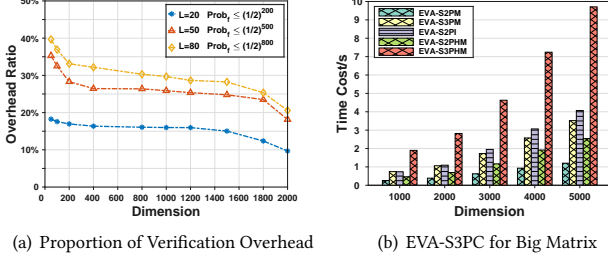 Overhead Ratio
50%
40%
30%
20%
10%
0
L=20 Prob_f ≤ (1/2)^200
L=50 Prob_f ≤ (1/2)^500
L=80 Prob_f ≤ (1/2)^800
0 200 400 600 800 1000 1200 1400 1600 1800 2000
Dimension
(a) Proportion of Verification Overhead
Time Cost/s
10
9
8
7
6
5
4
3
2
1
0
EVA-S2PM
EVA-S3PM
EVA-S2PI
EVA-S2PHM
EVA-S3PHM
1000 2000 3000 4000 5000
Dimension
(b) EVA-S3PC for Big Matrix